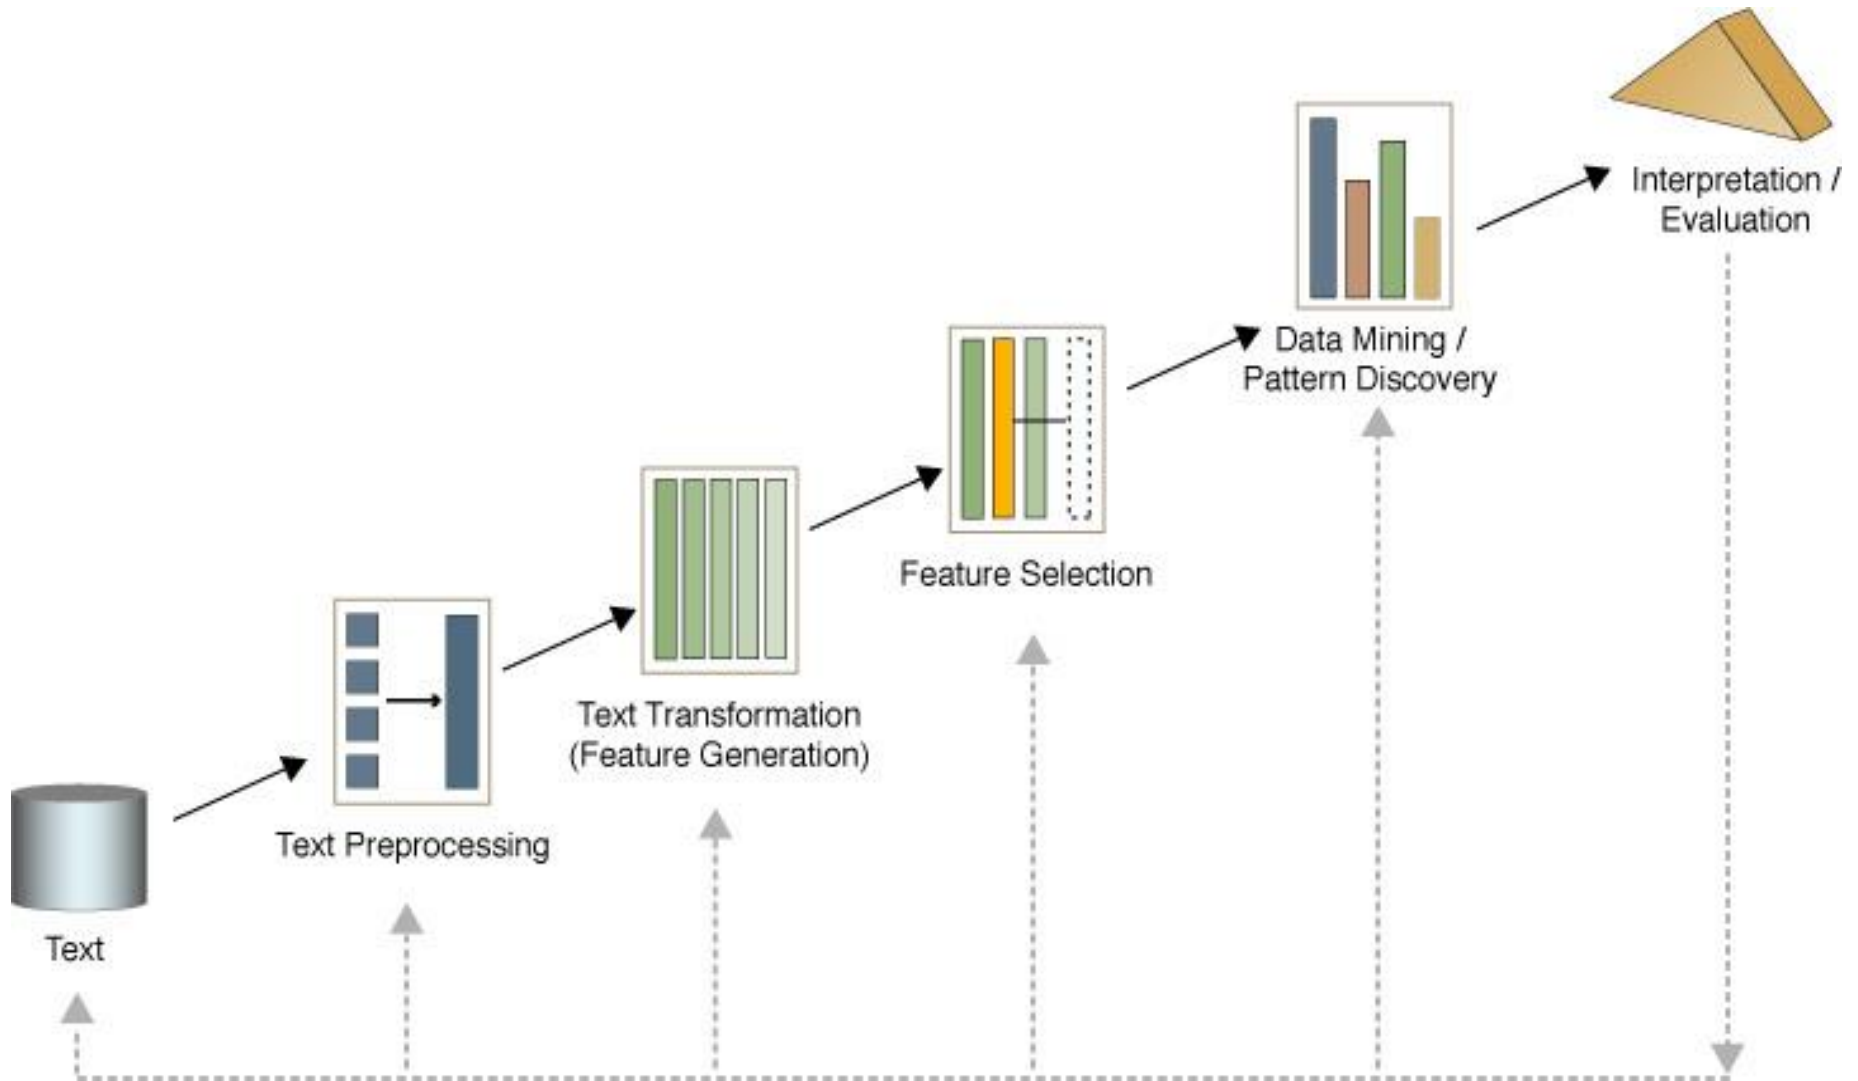 Text
Text Preprocessing
Text Transformation
(Feature Generation)
Feature Selection
Data Mining /
Pattern Discovery
Interpretation /
Evaluation